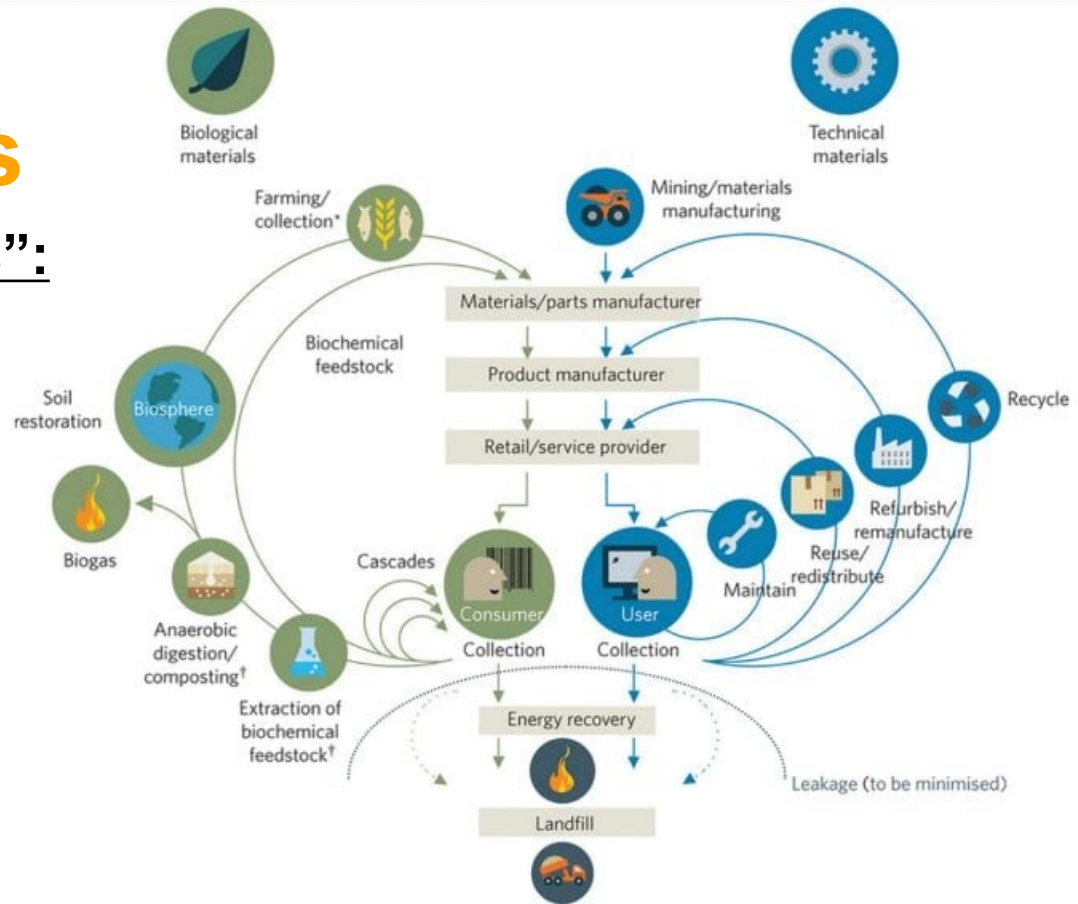 Biological
materials
Technical
materials
s
”:
Farming/
collection*
Mining/materials
manufacturing
Materials/parts manufacturer
Biochemical
feedstock
Product manufacturer
Soil
restoration
Biosphere
Recycle
Retail/service provider
Biogas
Refurbish/
remanufacture
Reuse/
redistribute
Cascades
Maintain
Consumer
User
Collection
Collection
Anaerobic
digestion/
composting†
Extraction of
biochemical
feedstock†
Energy recovery
Leakage (to be minimised)
Landfill